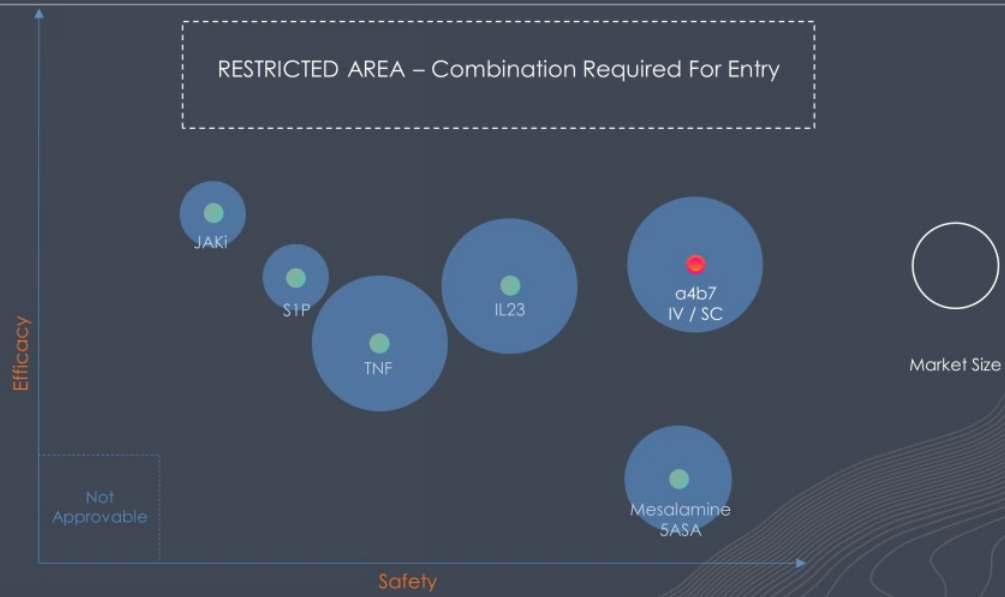 RESTRICTED AREA – Combination Required For Entry
JAKi
S1P
TNF
IL23
a4b7
IV / SC
Market Size
Efficacy
Not
Approvable
Mesalamine
5ASA
Safety